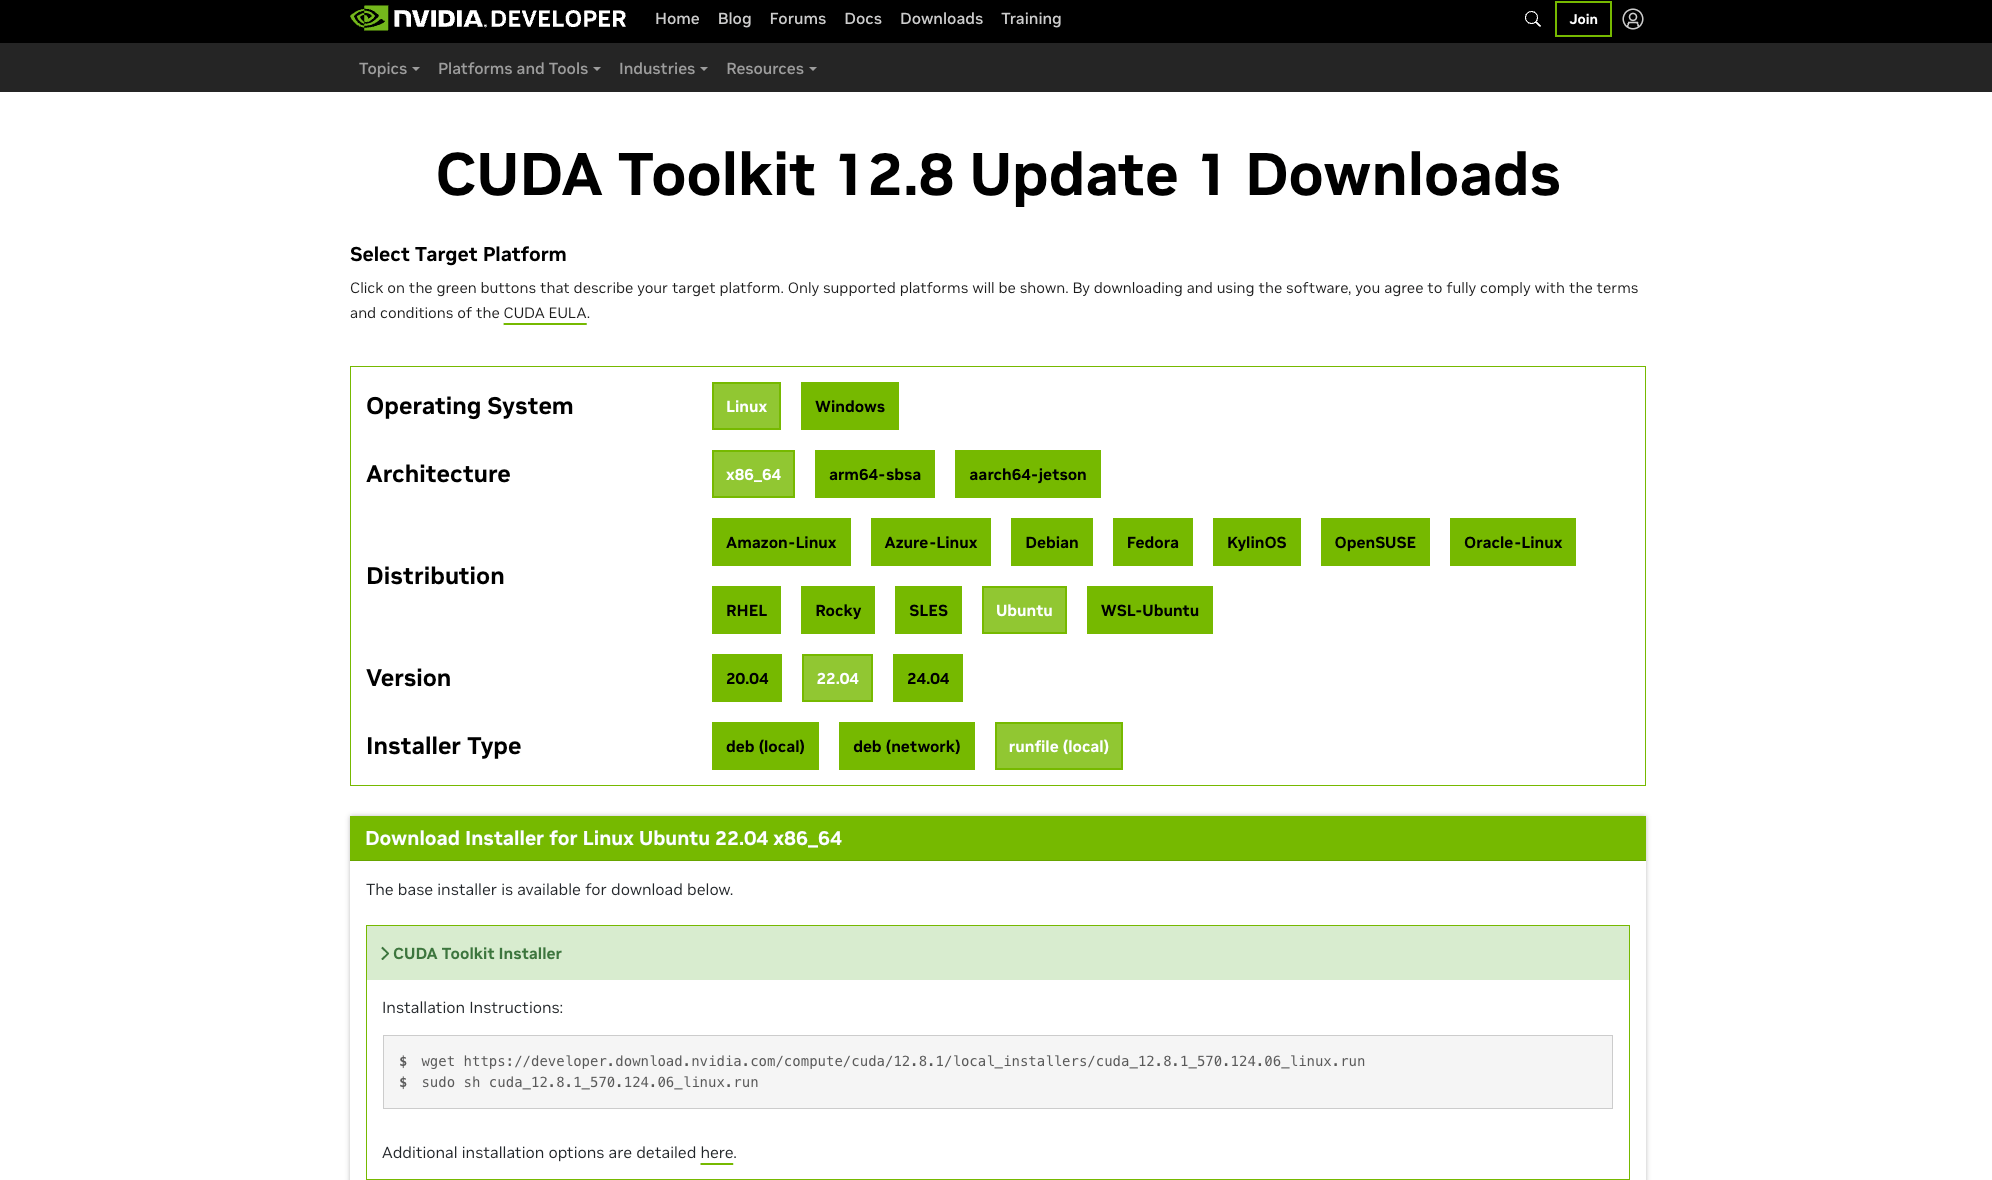 NVIDIA. DEVELOPER Home Blog Forums Docs Downloads Training Join
Topics Platforms and Tools Industries Resources
CUDA Toolkit 12.8 Update 1 Downloads
Select Target Platform
Click on the green buttons that describe your target platform. Only supported platforms will be shown. By downloading and using the software, you agree to fully comply with the terms
and conditions of the CUDA EULA.
Operating System Linux Windows
Architecture x86_64 arm64-sbsa aarch64-jetson
Distribution
Amazon-Linux Azure-Linux Debian Fedora KylinOS OpenSUSE Oracle-Linux
RHEL Rocky SLES Ubuntu WSL-Ubuntu
Version 20.04 22.04 24.04
Installer Type deb (local) deb (network) runfile (local)
Download Installer for Linux Ubuntu 22.04 x86_64
The base installer is available for download below.
CUDA Toolkit Installer
Installation Instructions:
$ wget https://developer.download.nvidia.com/compute/cuda/12.8.1/local_installers/cuda_12.8.1_570.124.06_linux.run
$ sudo sh cuda_12.8.1_570.124.06_linux.run
Additional installation options are detailed here.